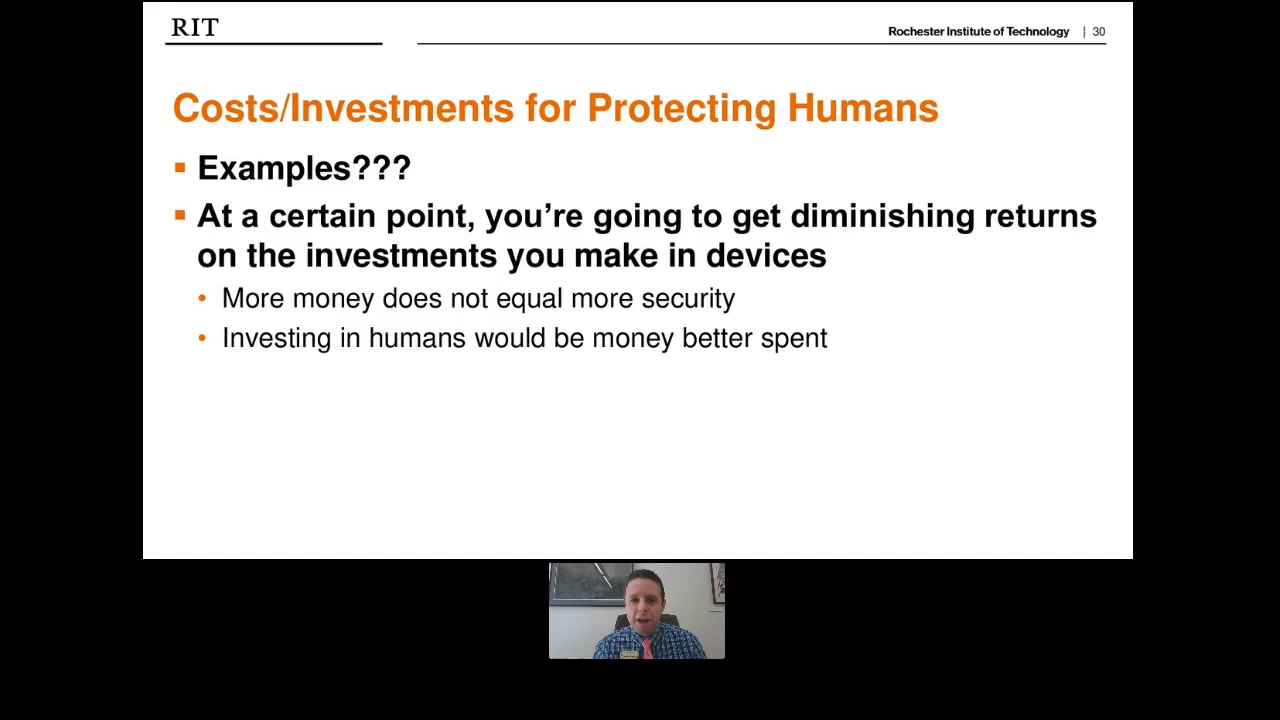 RIT
Rochester Institute of Technology | 30
Costs/Investments for Protecting Humans
▪ Examples???
▪ At a certain point, you’re going to get diminishing returns
on the investments you make in devices
• More money does not equal more security
• Investing in humans would be money better spent